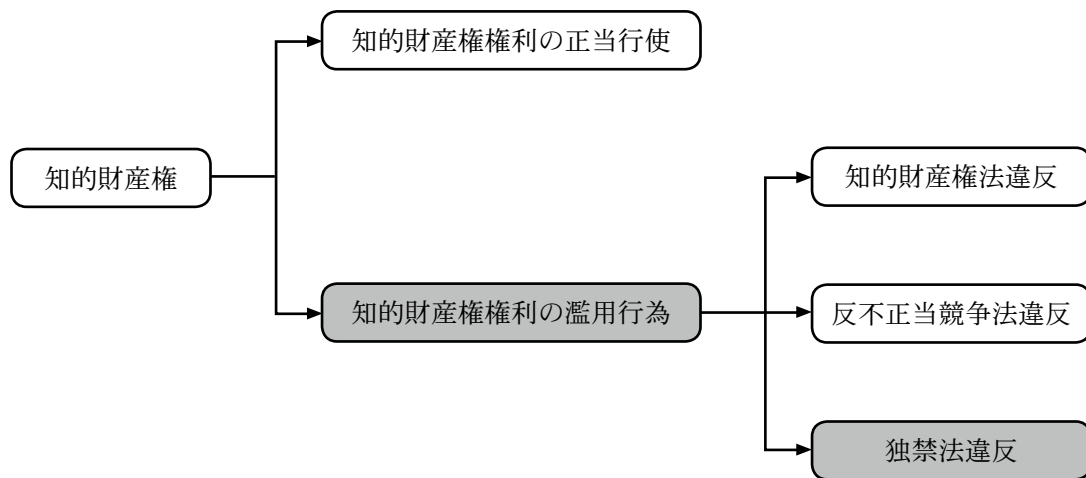 知的財産権権利の正当行使
知的財産権
知的財産権法違反
知的財産権権利の濫用行為
反不正当競争法違反
独禁法違反